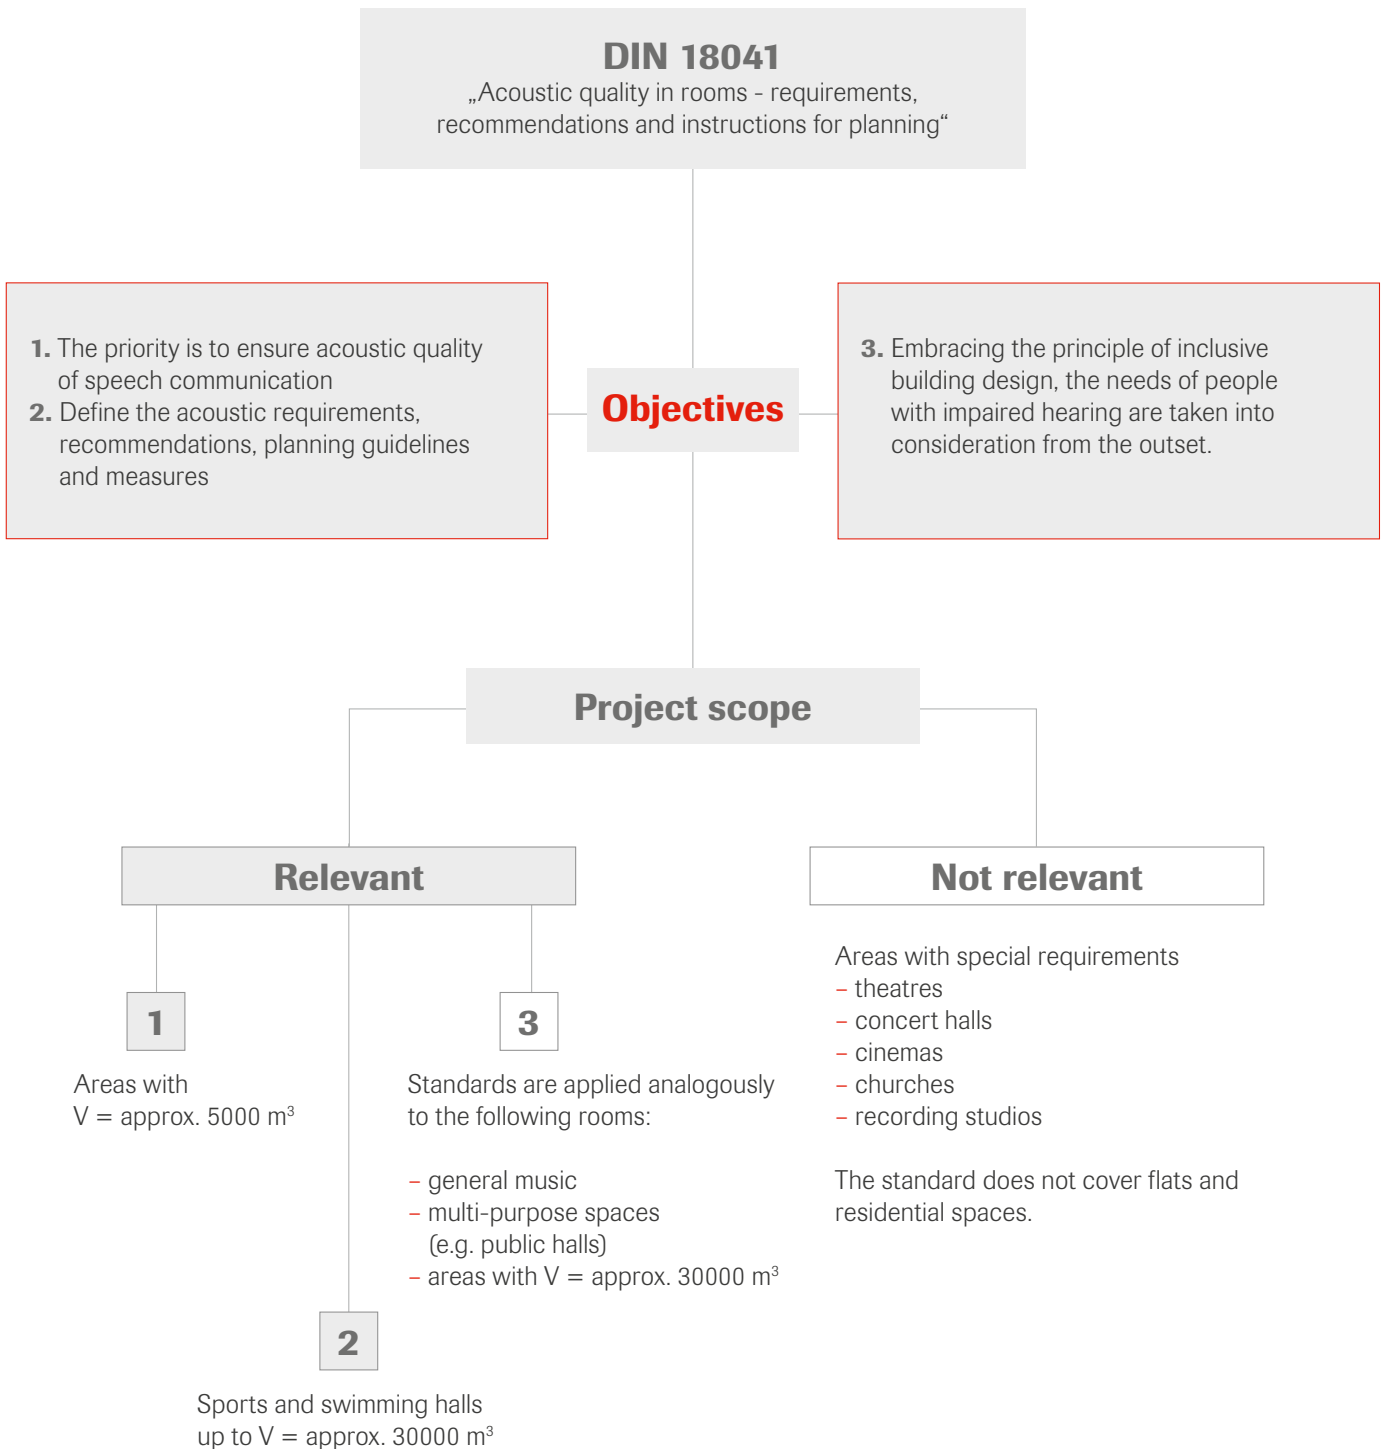 DIN 18041
„Acoustic quality in rooms - requirements,
recommendations and instructions for planning“
1. The priority is to ensure acoustic quality
of speech communication
2. Define the acoustic requirements,
recommendations, planning guidelines
and measures
Objectives
3. Embracing the principle of inclusive
building design, the needs of people
with impaired hearing are taken into
consideration from the outset.
Project scope
Relevant
1
Areas with
V = approx. 5000 m³
2
Sports and swimming halls
up to V = approx. 30000 m³
3
Standards are applied analogously
to the following rooms:
– general music
– multi-purpose spaces
(e.g. public halls)
– areas with V = approx. 30000 m³
Not relevant
Areas with special requirements
– theatres
– concert halls
– cinemas
– churches
– recording studios
The standard does not cover flats and
residential spaces.